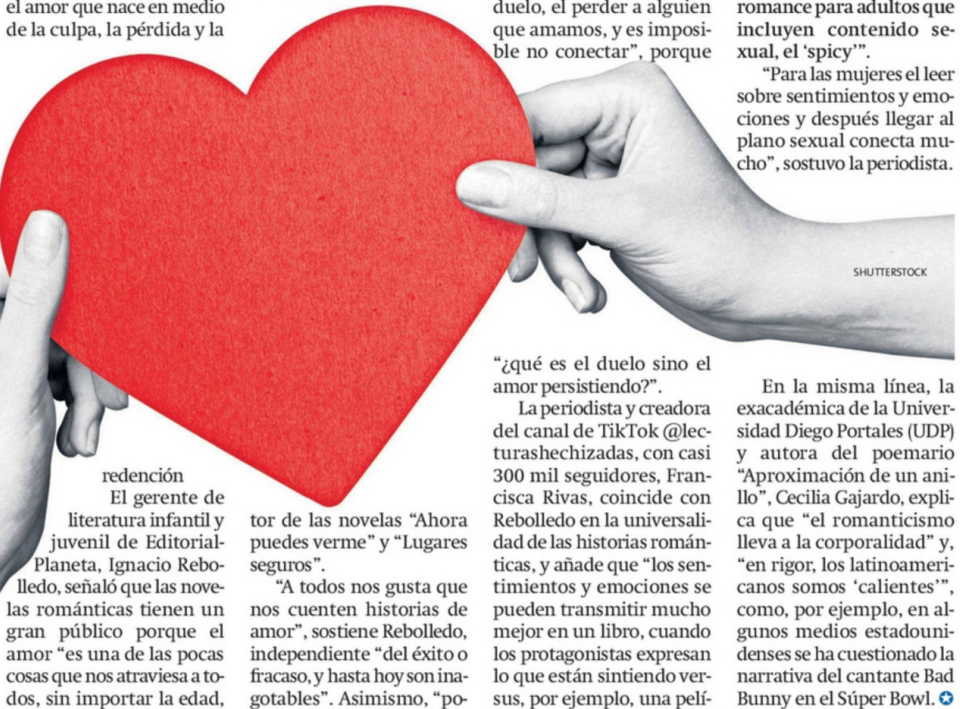 el amor que nace en medio
de la culpa, la pérdida y la
redención
El gerente de
literatura infantil y
juvenil de Editorial-
Planeta, Ignacio Rebo-
lledo, señaló que las nove-
las románticas tienen un
gran público porque el
amor “es una de las pocas
cosas que nos atraviesa a to-
dos, sin importar la edad,
tor de las novelas “Ahora
puedes verme” y “Lugares
seguros”.
“A todos nos gusta que
nos cuenten historias de
amor”, sostiene Rebolledo,
independiente “del éxito o
fracaso, y hasta hoy son ina-
gotables”. Asimismo, “po-
duelo, el perder a alguien
que amamos, y es imposi-
ble no conectar”, porque
“¿qué es el duelo sino el
amor persistiendo?”.
La periodista y creadora
del canal de TikTok @lec-
turashechizadas, con casi
300 mil seguidores, Fran-
cisca Rivas, coincide con
Rebolledo en la universali-
dad de las historias román-
ticas, y añade que “los sen-
timientos y emociones se
pueden transmitir mucho
mejor en un libro, cuando
los protagonistas expresan
lo que están sintiendo ver-
sus, por ejemplo, una pelí-
romance para adultos que
incluyen contenido se-
xual, el ‘spicy’”.
“Para las mujeres el leer
sobre sentimientos y emo-
ciones y después llegar al
plano sexual conecta mu-
cho”, sostuvo la periodista.
SHUTTERSTOCK
En la misma línea, la
exacadémica de la Univer-
sidad Diego Portales (UDP)
y autora del poemario
“Aproximación de un ani-
llo”, Cecilia Gajardo, expli-
ca que “el romanticismo
lleva a la corporalidad” y,
“en rigor, los latinoameri-
canos somos ‘calientes’”,
como, por ejemplo, en al-
gunos medios estadouni-
denses se ha cuestionado la
narrativa del cantante Bad
Bunny en el Súper Bowl.